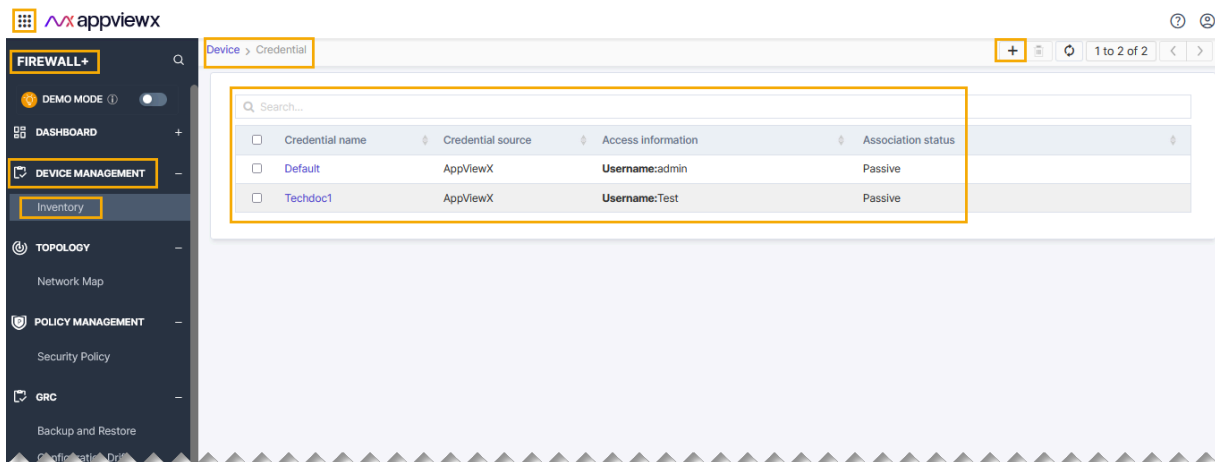 appviewx
FIREWALL+
Device > Credential
1 to 2 of 2
DEMO MODE
DASHBOARD
DEVICE MANAGEMENT
Inventory
TOPOLOGY
Network Map
POLICY MANAGEMENT
Security Policy
GRC
Backup and Restore
Configuration Drift
Search...
Credential name Credential source Access information Association status
Default AppViewX Username:admin Passive
Techdoc1 AppViewX Username:Test Passive